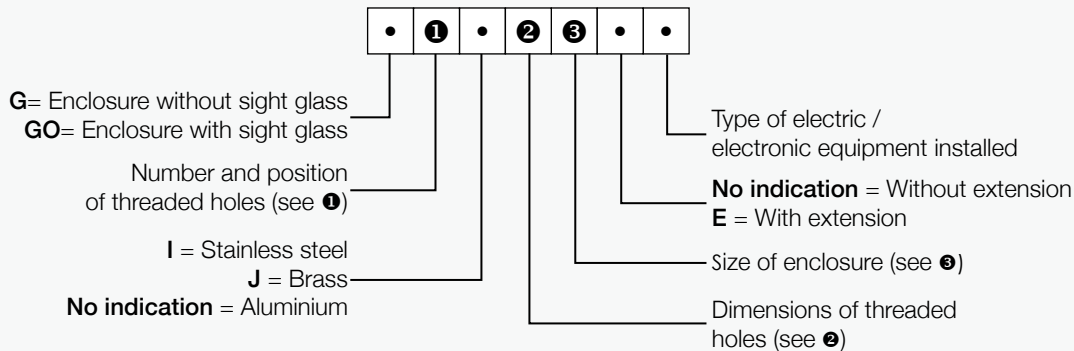 • ❶ • ❷ ❸ • •
G= Enclosure without sight glass
GO= Enclosure with sight glass
Number and position
of threaded holes (see ❶)
I = Stainless steel
J = Brass
No indication = Aluminium
Type of electric /
electronic equipment installed
No indication = Without extension
E = With extension
Size of enclosure (see ❸)
Dimensions of threaded
holes (see ❷)